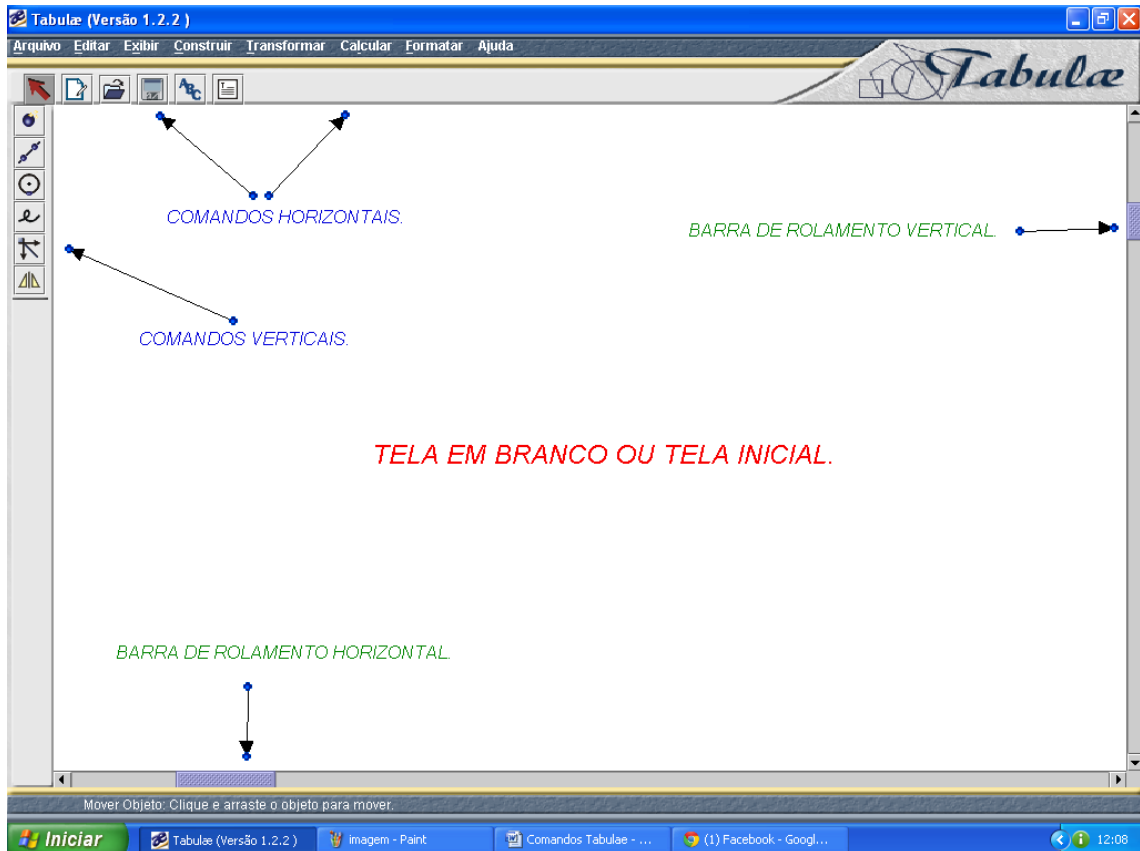 Tabulæ (Versão 1.2.2 )
Arquivo Editar Exibir Construir Transformar Calcular Formatar Ajuda
Tabulæ
ABC
COMANDOS HORIZONTAIS.
BARRA DE ROLAMENTO VERTICAL.
COMANDOS VERTICAIS.
TELA EM BRANCO OU TELA INICIAL.
BARRA DE ROLAMENTO HORIZONTAL.
Mover Objeto: Clique e arraste o objeto para mover.
Iniciar Tabulæ (Versão 1.2.2 ) imagem - Paint Comandos Tabulae - ... (1) Facebook - Googl... 12:08